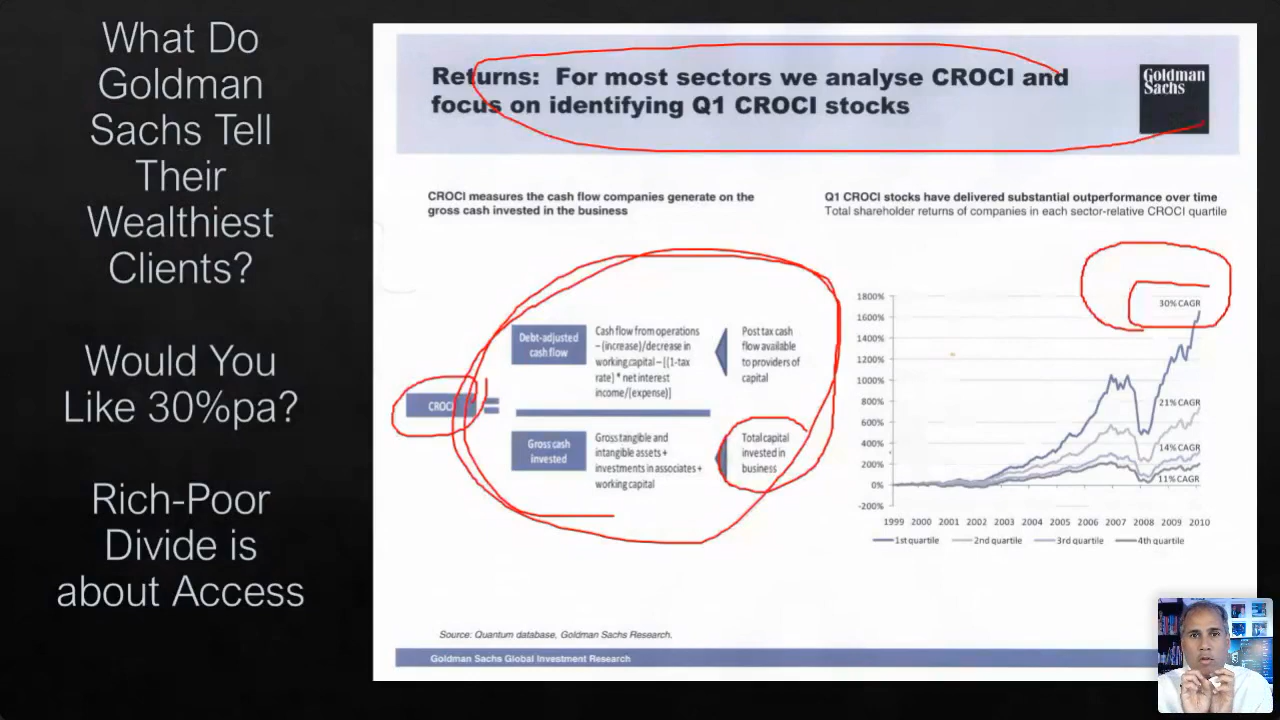 What Do
Goldman
Sachs Tell
Their
Wealthiest
Clients?
Would You
Like 30%pa?
Rich-Poor
Divide is
about Access
Returns: For most sectors we analyse CROCI and
focus on identifying Q1 CROCI stocks
Goldman
Sachs
CROCI measures the cash flow companies generate on the
gross cash invested in the business
CROCI
=
Debt-adjusted
cash flow
Cash flow from operations
–(increase)/decrease in
working capital – [(1-tax
rate) * net interest
income/(expense)]
Post tax cash
flow available
to providers of
capital
Gross cash
invested
Gross tangible and
intangible assets +
investments in associates +
working capital
Total capital
invested in
business
Q1 CROCI stocks have delivered substantial outperformance over time
Total shareholder returns of companies in each sector-relative CROCI quartile
1800%
1600%
1400%
1200%
1000%
800%
600%
400%
200%
0%
-200%
30% CAGR
21% CAGR
14% CAGR
11% CAGR
1999 2000 2001 2002 2003 2004 2005 2006 2007 2008 2009 2010
1st quartile 2nd quartile 3rd quartile 4th quartile
Source: Quantum database, Goldman Sachs Research.
Goldman Sachs Global Investment Research